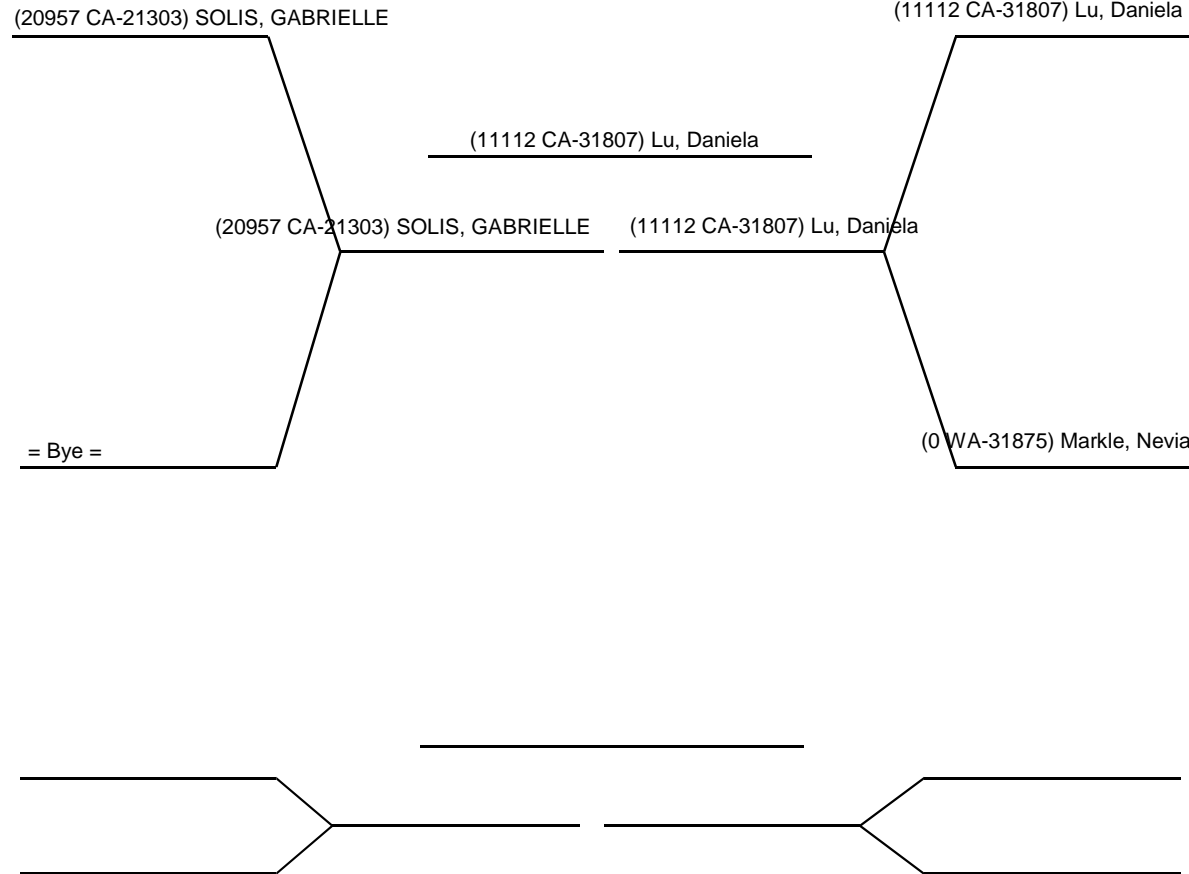 (20957 CA-21303) SOLIS, GABRIELLE
(11112 CA-31807) Lu, Daniela
(11112 CA-31807) Lu, Daniela
(20957 CA-21303) SOLIS, GABRIELLE
(11112 CA-31807) Lu, Daniela
= Bye =
(0 WA-31875) Markle, Nevia